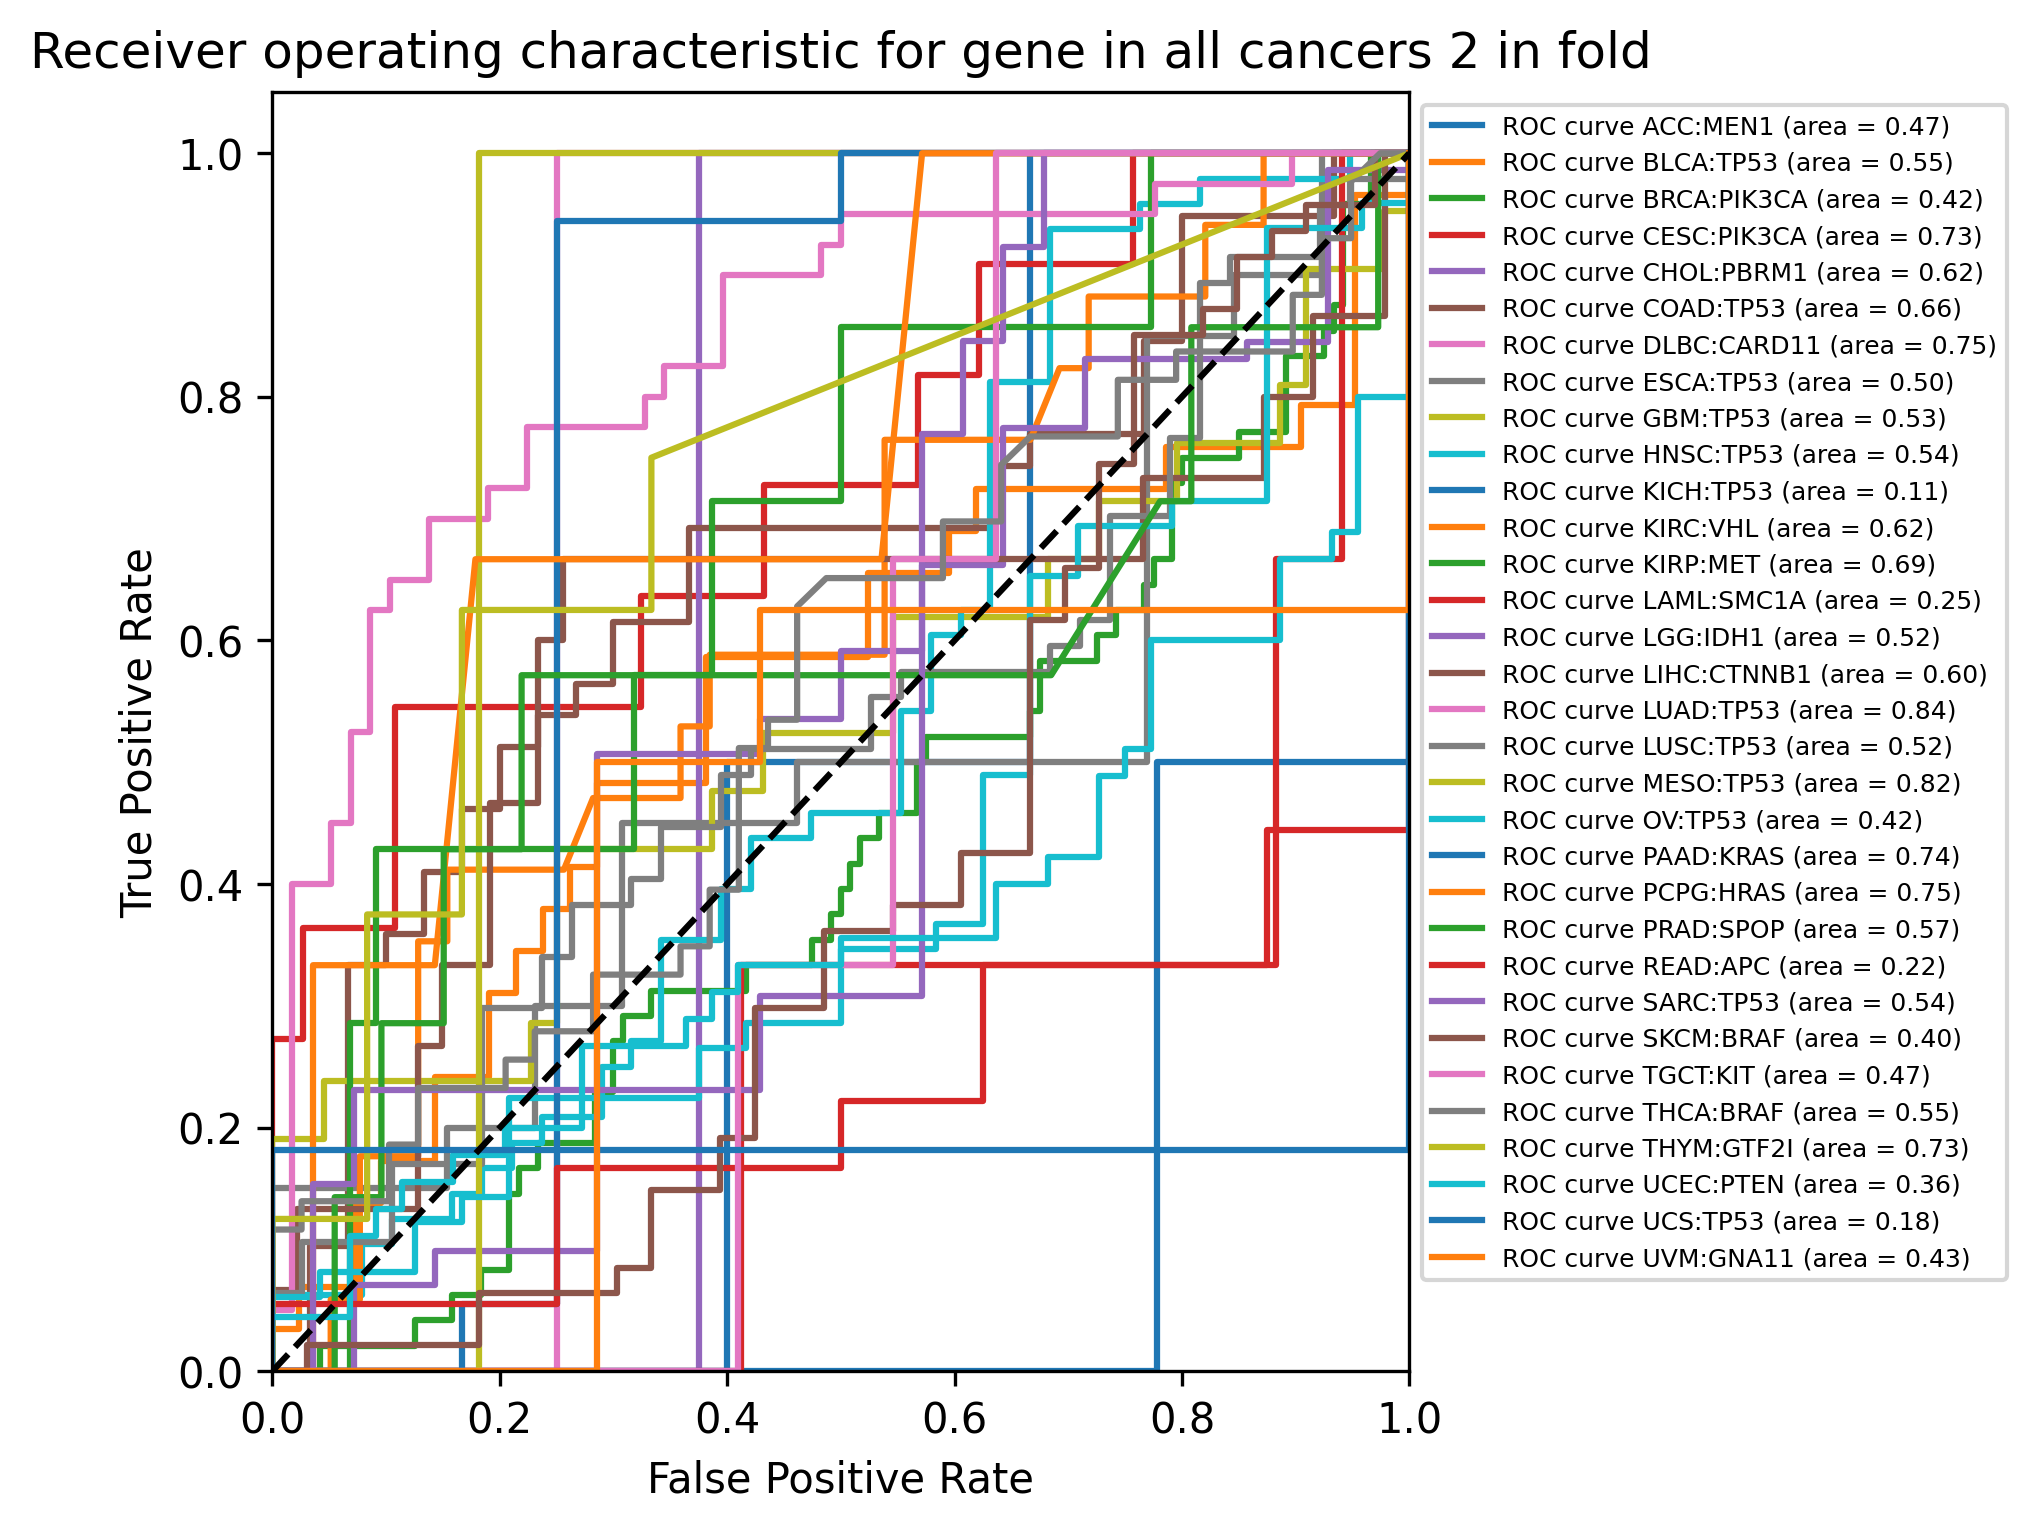 Receiver operating characteristic for gene in all cancers 2 in fold
True Positive Rate
1.0
0.8
0.6
0.4
0.2
0.0
0.0 0.2 0.4 0.6 0.8 1.0
False Positive Rate
ROC curve ACC:MEN1 (area = 0.47)
ROC curve BLCA:TP53 (area = 0.55)
ROC curve BRCA:PIK3CA (area = 0.42)
ROC curve CESC:PIK3CA (area = 0.73)
ROC curve CHOL:PBRM1 (area = 0.62)
ROC curve COAD:TP53 (area = 0.66)
ROC curve DLBC:CARD11 (area = 0.75)
ROC curve ESCA:TP53 (area = 0.50)
ROC curve GBM:TP53 (area = 0.53)
ROC curve HNSC:TP53 (area = 0.54)
ROC curve KICH:TP53 (area = 0.11)
ROC curve KIRC:VHL (area = 0.62)
ROC curve KIRP:MET (area = 0.69)
ROC curve LAML:SMC1A (area = 0.25)
ROC curve LGG:IDH1 (area = 0.52)
ROC curve LIHC:CTNNB1 (area = 0.60)
ROC curve LUAD:TP53 (area = 0.84)
ROC curve LUSC:TP53 (area = 0.52)
ROC curve MESO:TP53 (area = 0.82)
ROC curve OV:TP53 (area = 0.42)
ROC curve PAAD:KRAS (area = 0.74)
ROC curve PCPG:HRAS (area = 0.75)
ROC curve PRAD:SPOP (area = 0.57)
ROC curve READ:APC (area = 0.22)
ROC curve SARC:TP53 (area = 0.54)
ROC curve SKCM:BRAF (area = 0.40)
ROC curve TGCT:KIT (area = 0.47)
ROC curve THCA:BRAF (area = 0.55)
ROC curve THYM:GTF2I (area = 0.73)
ROC curve UCEC:PTEN (area = 0.36)
ROC curve UCS:TP53 (area = 0.18)
ROC curve UVM:GNA11 (area = 0.43)